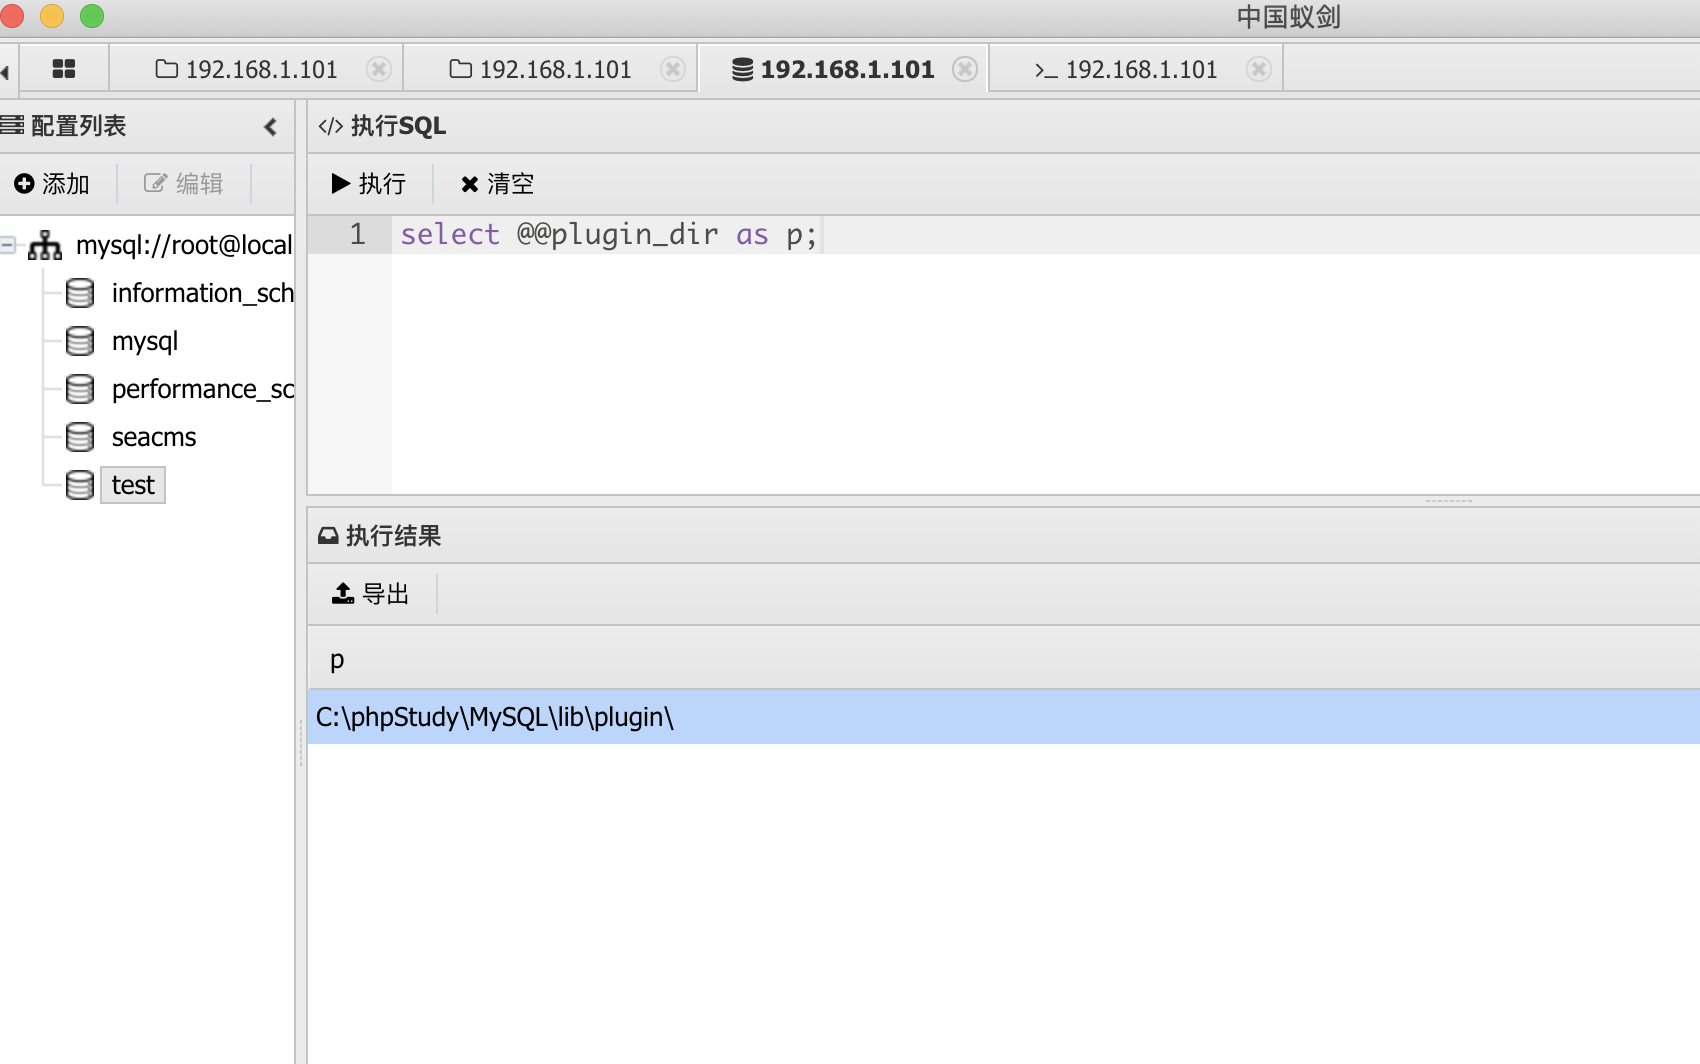 中国蚁剑
192.168.1.101
192.168.1.101
192.168.1.101
>_ 192.168.1.101
配置列表
</> 执行SQL
添加
编辑
执行
清空
mysql://root@local
information_sch
mysql
performance_sc
seacms
test
1 select @@plugin_dir as p;
执行结果
导出
p
C:\phpStudy\MySQL\lib\plugin\